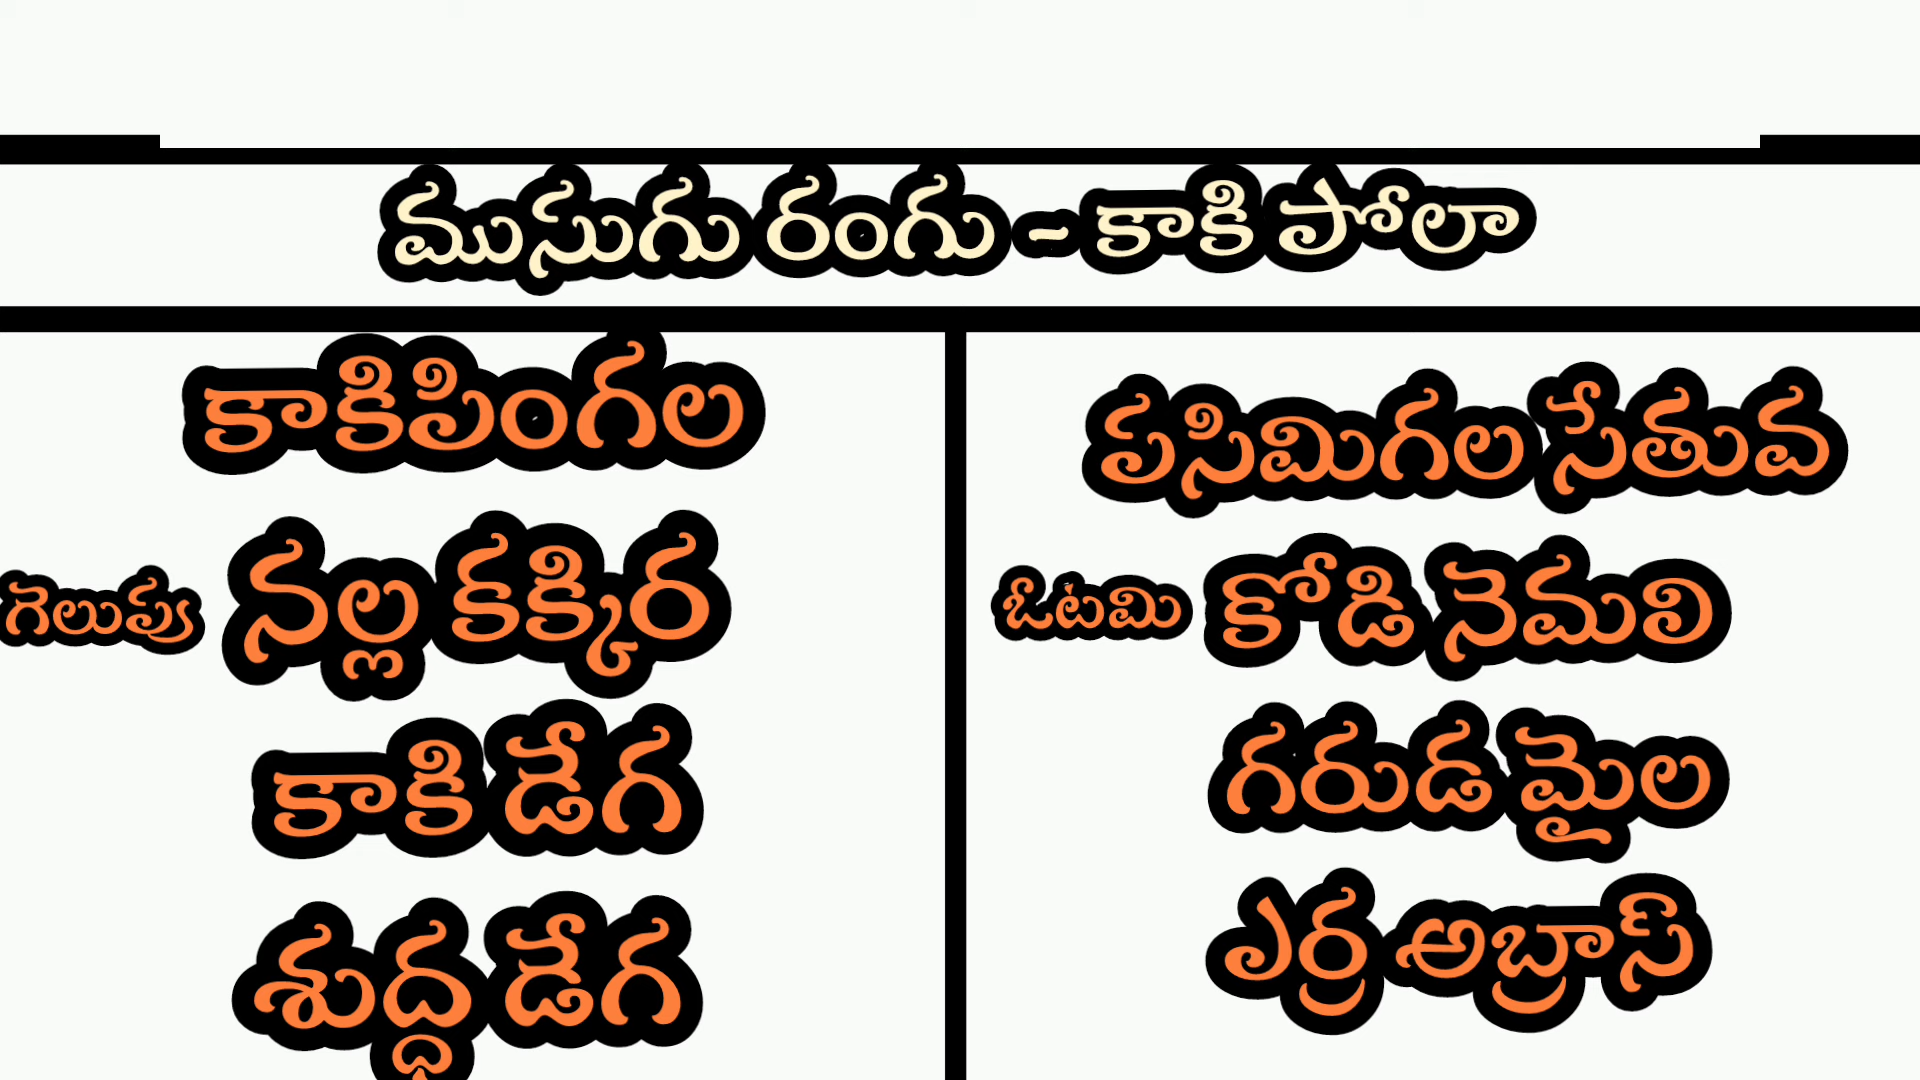 ముసుగు రంగు - కాకి పోలా
కాకిపింగల
గెలుపు నల్ల కక్కిర
కాకి డేగ
శుద్ధ డేగ
పసిమిగల సేతువ
ఓటమి కోడి నెమలి
గరుడ మైల
ఎర్ర అబ్రాస్